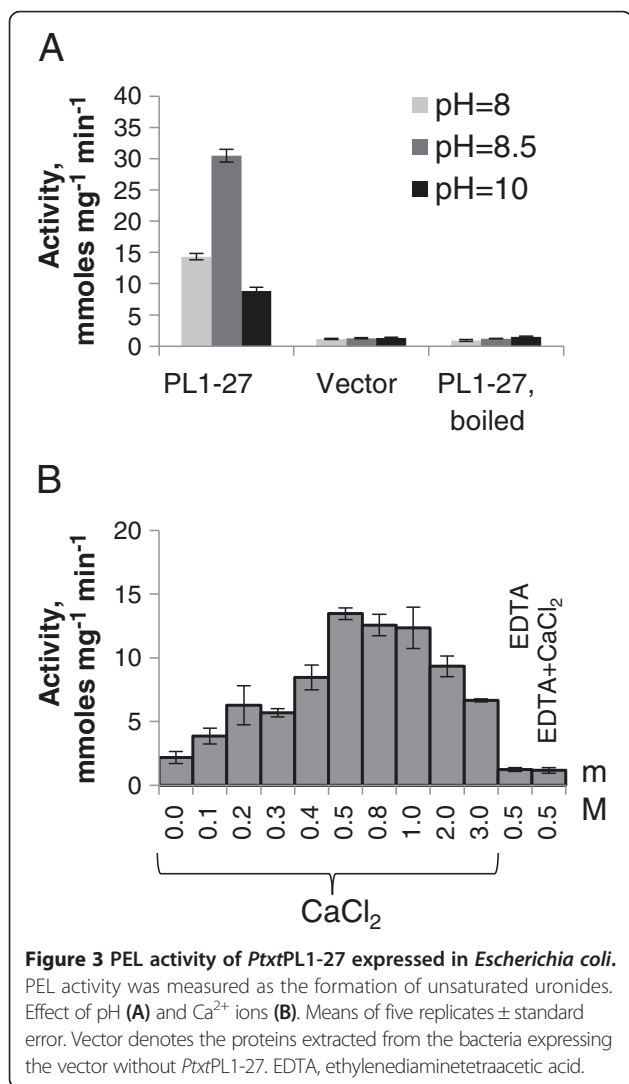 A
Activity,
mmoles mg⁻¹ min⁻¹
40
35
30
25
20
15
10
5
0
pH=8
pH=8.5
pH=10
PL1-27
Vector
PL1-27,
boiled
B
Activity,
mmoles mg⁻¹ min⁻¹
20
15
10
5
0
EDTA
EDTA+CaCl₂
m
M
0.0 0.1 0.2 0.3 0.4 0.5 0.8 1.0 2.0 3.0 0.5 0.5
CaCl₂
Figure 3 PEL activity of PtxtPL1-27 expressed in Escherichia coli.
PEL activity was measured as the formation of unsaturated uronides.
Effect of pH (A) and Ca²⁺ ions (B). Means of five replicates ± standard
error. Vector denotes the proteins extracted from the bacteria expressing
the vector without PtxtPL1-27. EDTA, ethylenediaminetetraacetic acid.